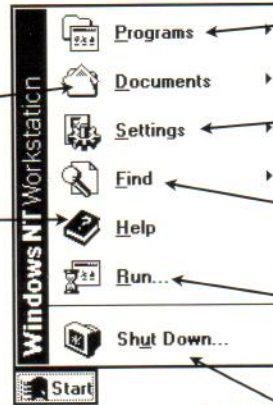 Programs
Documents
Settings
Find
Help
Run...
Shut Down...
Windows NT Workstation
Start